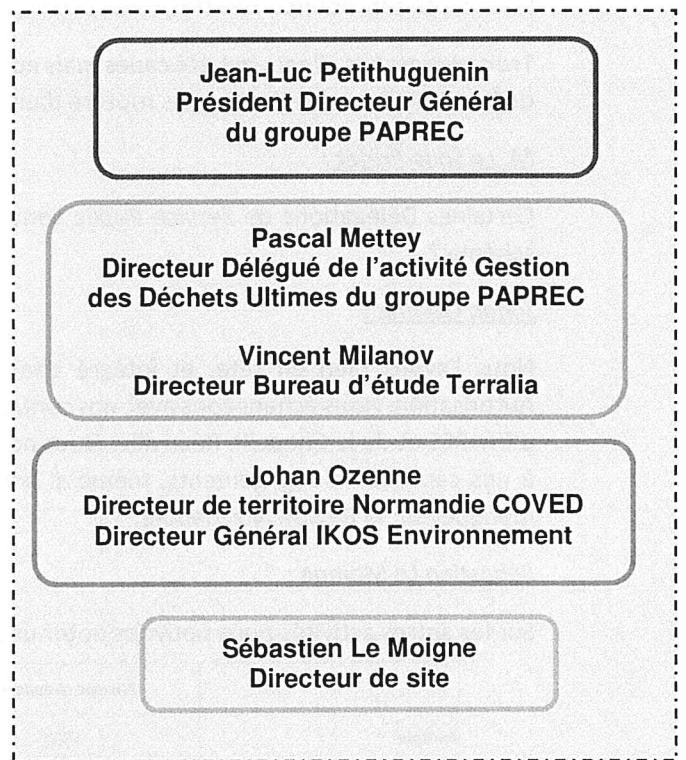 Jean-Luc Petithuguenin
Président Directeur Général
du groupe PAPREC
Pascal Mettey
Directeur Délégué de l'activité Gestion
des Déchets Ultimes du groupe PAPREC
Vincent Milanov
Directeur Bureau d'étude Terralia
Johan Ozenne
Directeur de territoire Normandie COVED
Directeur Général IKOS Environnement
Sébastien Le Moigne
Directeur de site